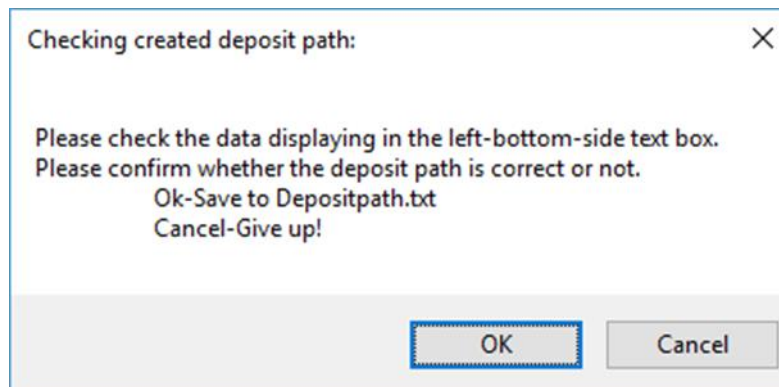 Checking created deposit path:
Please check the data displaying in the left-bottom-side text box.
Please confirm whether the deposit path is correct or not.
Ok-Save to Depositpath.txt
Cancel-Give up!
OK Cancel